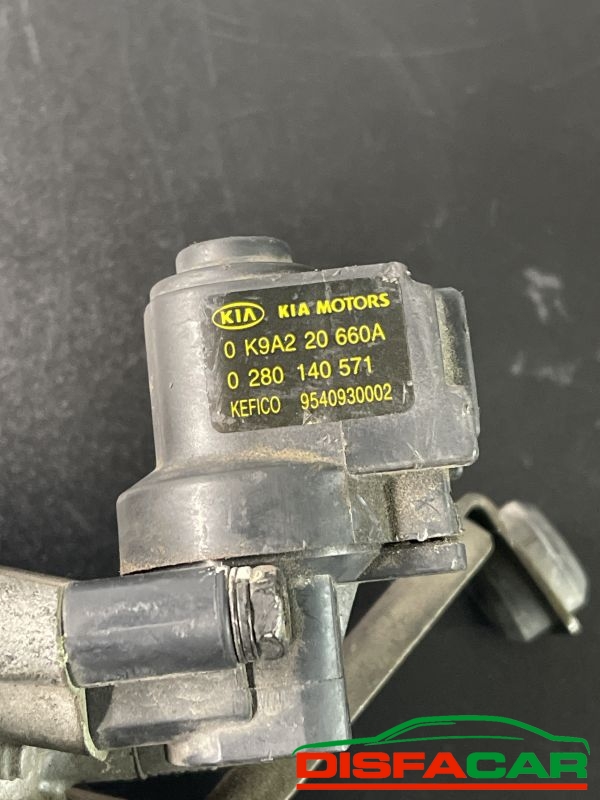 KIA KIA MOTORS
0 K9A2 20 660A
0 280 140 571
KEFICO 9540930002
DISFACAR